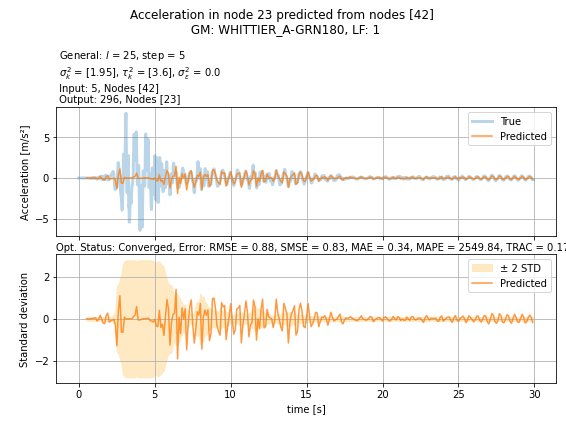 Acceleration in node 23 predicted from nodes [42]
GM: WHITTIER_A-GRN180, LF: 1
General: l = 25, step = 5
σ²ₖ = [1.95], τ²ₖ = [3.6], σ²ε = 0.0
Input: 5, Nodes [42]
Output: 296, Nodes [23]
Acceleration [m/s²]
5
0
−5
True
Predicted
Opt. Status: Converged, Error: RMSE = 0.88, SMSE = 0.83, MAE = 0.34, MAPE = 2549.84, TRAC = 0.17
Standard deviation
2
0
−2
± 2 STD
Predicted
0 5 10 15 20 25 30
time [s]